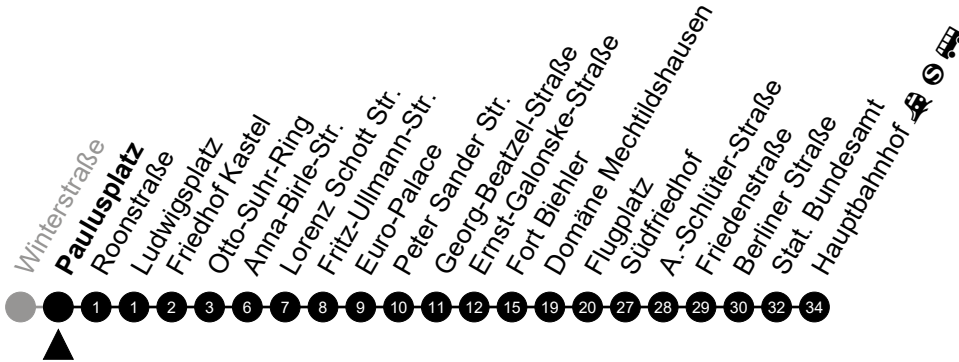 Winterstraße
Paulusplatz
Roonstraße
Ludwigsplatz
Friedhof Kastel
Otto-Suhr-Ring
Anna-Birle-Str.
Lorenz Schott Str.
Fritz-Ullmann-Str.
Euro-Palace
Peter Sander Str.
Georg-Beatzel-Straße
Ernst-Galonske-Straße
Fort Biehler
Domäne Mechtildshausen
Flugplatz
Südfriedhof
A.-Schlüter-Straße
Friedenstraße
Berliner Straße
Stat. Bundesamt
Hauptbahnhof S
1 1 2 3 6 7 8 9 10 11 12 15 19 20 27 28 29 30 32 34